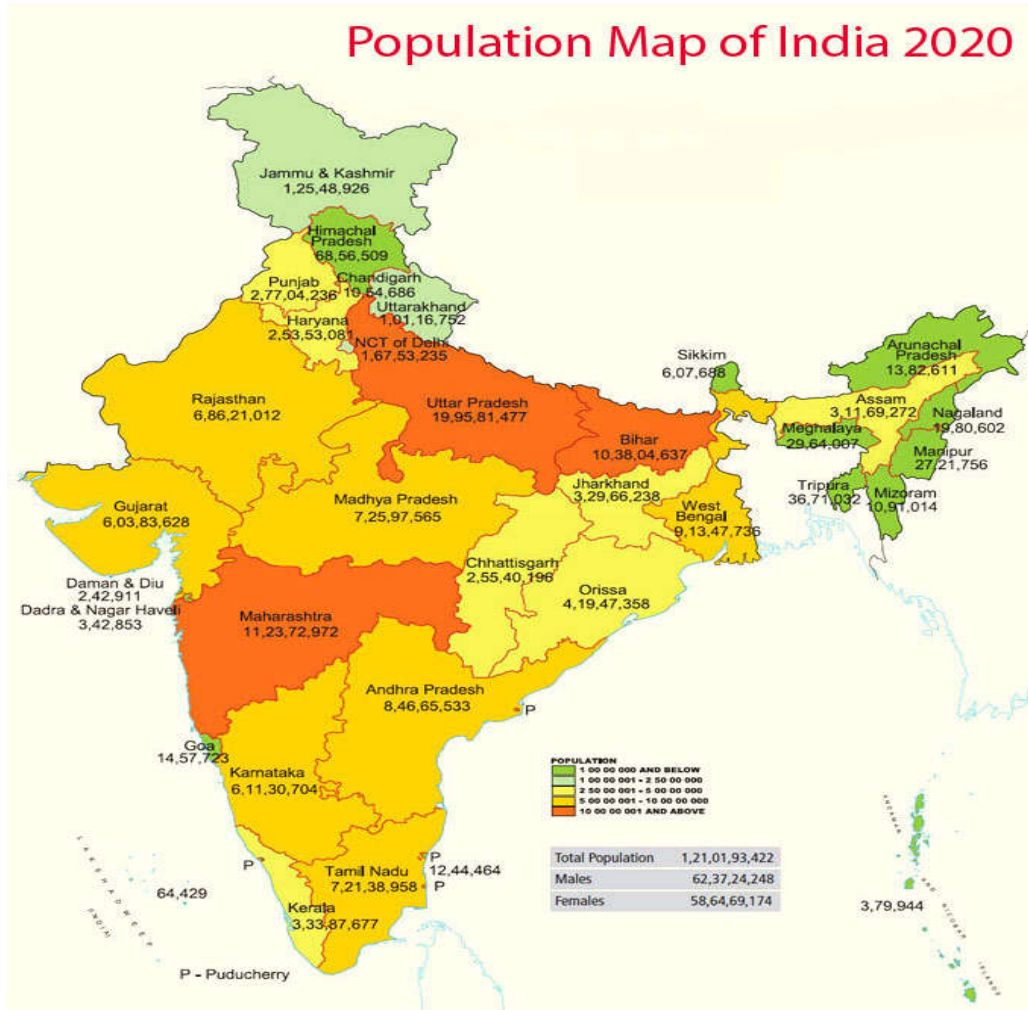 Population Map of India 2020
Jammu & Kashmir
1,25,48,926
Himachal
Pradesh
68,56,509
Punjab
2,77,04,236
Chandigarh
10,54,686
Uttarakhand
1,01,16,752
Haryana
2,53,53,081
NCT of Delhi
1,67,53,235
Rajasthan
6,86,21,012
Uttar Pradesh
19,95,81,477
Bihar
10,38,04,637
Sikkim
6,07,688
Arunachal
Pradesh
13,82,611
Assam
3,11,69,272
Nagaland
19,80,602
Meghalaya
29,64,007
Manipur
27,21,756
Tripura
36,71,032
Mizoram
10,91,014
Gujarat
6,03,83,628
Madhya Pradesh
7,25,97,565
Jharkhand
3,29,66,238
West
Bengal
9,13,47,736
Chhattisgarh
2,55,40,196
Orissa
4,19,47,358
Daman & Diu
2,42,911
Dadra & Nagar Haveli
3,42,853
Maharashtra
11,23,72,972
Andhra Pradesh
8,46,65,533
P
Goa
14,57,723
Karnataka
6,11,30,704
POPULATION
1 00 00 000 AND BELOW
1 00 00 001 - 2 50 00 000
2 50 00 001 - 5 00 00 000
5 00 00 001 - 10 00 00 000
10 00 00 001 AND ABOVE
P
P
12,44,464
P
Tamil Nadu
7,21,38,958
Kerala
3,33,87,677
LAKSHADWEEP
(INDIA)
64,429
Total Population 1,21,01,93,422
Males 62,37,24,248
Females 58,64,69,174
ANDAMAN
AND NICOBAR
ISLANDS
3,79,944
P - Puducherry